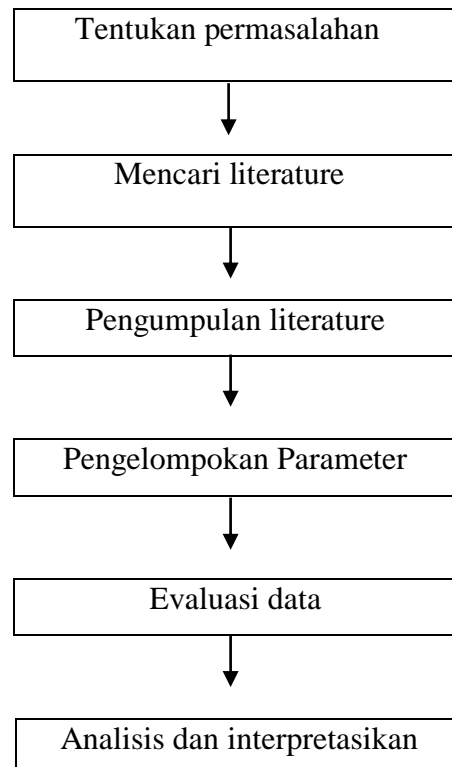 Tentukan permasalahan
Mencari literature
Pengumpulan literature
Pengelompokan Parameter
Evaluasi data
Analisis dan interpretasikan